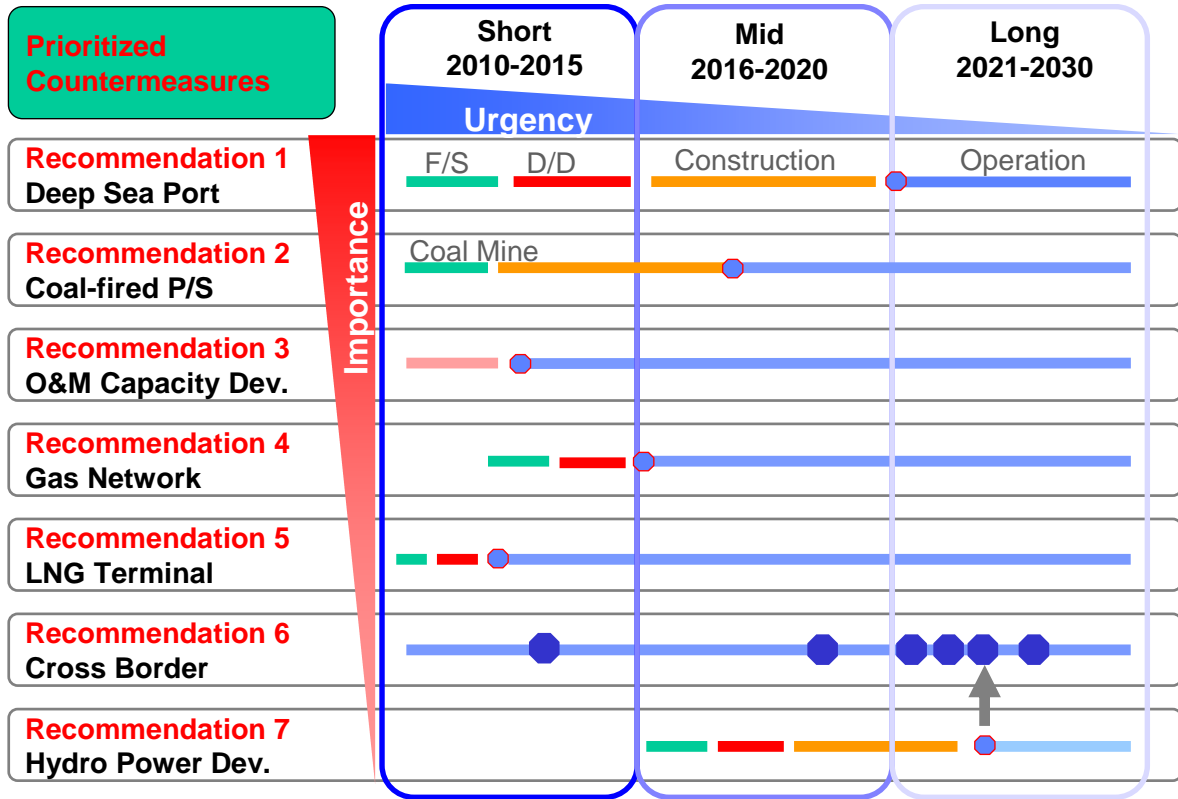 Prioritized
Countermeasures
Short
2010-2015
Mid
2016-2020
Long
2021-2030
Urgency
Importance
Recommendation 1
Deep Sea Port
F/S
D/D
Construction
Operation
Recommendation 2
Coal-fired P/S
Coal Mine
Recommendation 3
O&M Capacity Dev.
Recommendation 4
Gas Network
Recommendation 5
LNG Terminal
Recommendation 6
Cross Border
Recommendation 7
Hydro Power Dev.